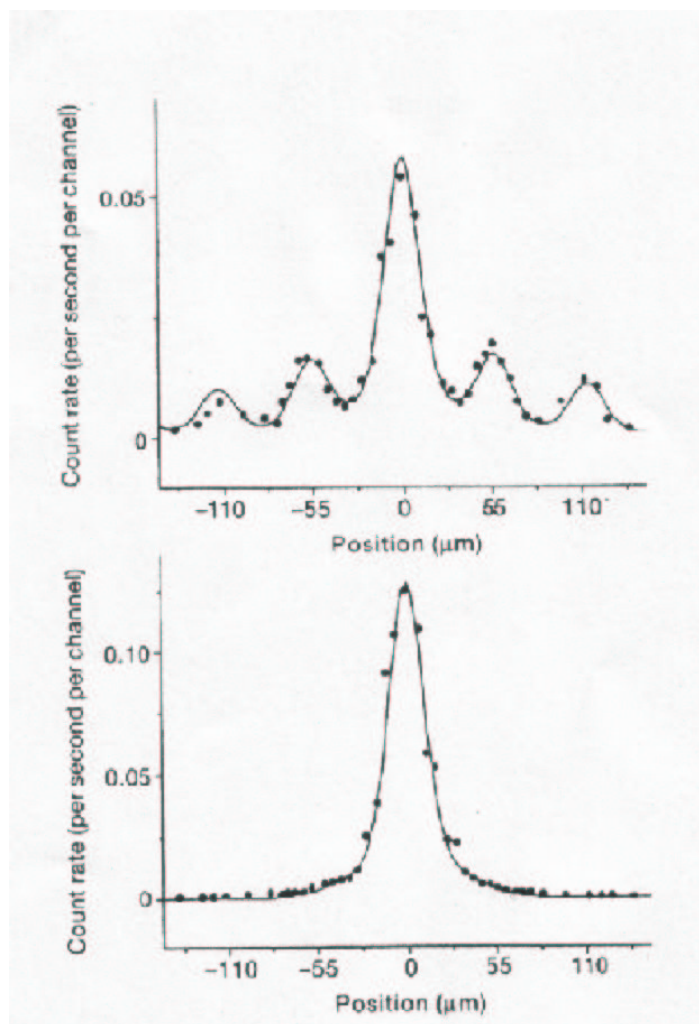 Count rate (per second per channel)
0.05
0
−110 −55 0 55 110
Position (μm)
Count rate (per second per channel)
0.10
0.05
0
−110 −55 0 55 110
Position (μm)